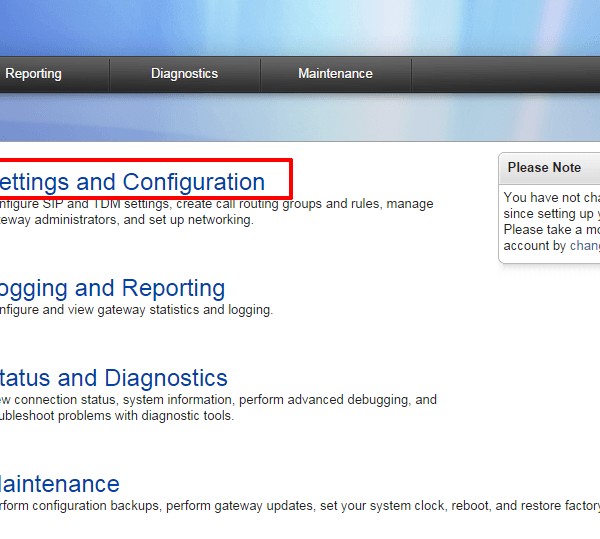 Reporting Diagnostics Maintenance
ettings and Configuration
nfigure SIP and TDM settings, create call routing groups and rules, manage
teway administrators, and set up networking.
Please Note
You have not cha
since setting up y
Please take a mo
account by chan
ogging and Reporting
nfigure and view gateway statistics and logging.
tatus and Diagnostics
ew connection status, system information, perform advanced debugging, and
oubleshoot problems with diagnostic tools.
aintenance
rform configuration backups, perform gateway updates, set your system clock, reboot, and restore factory